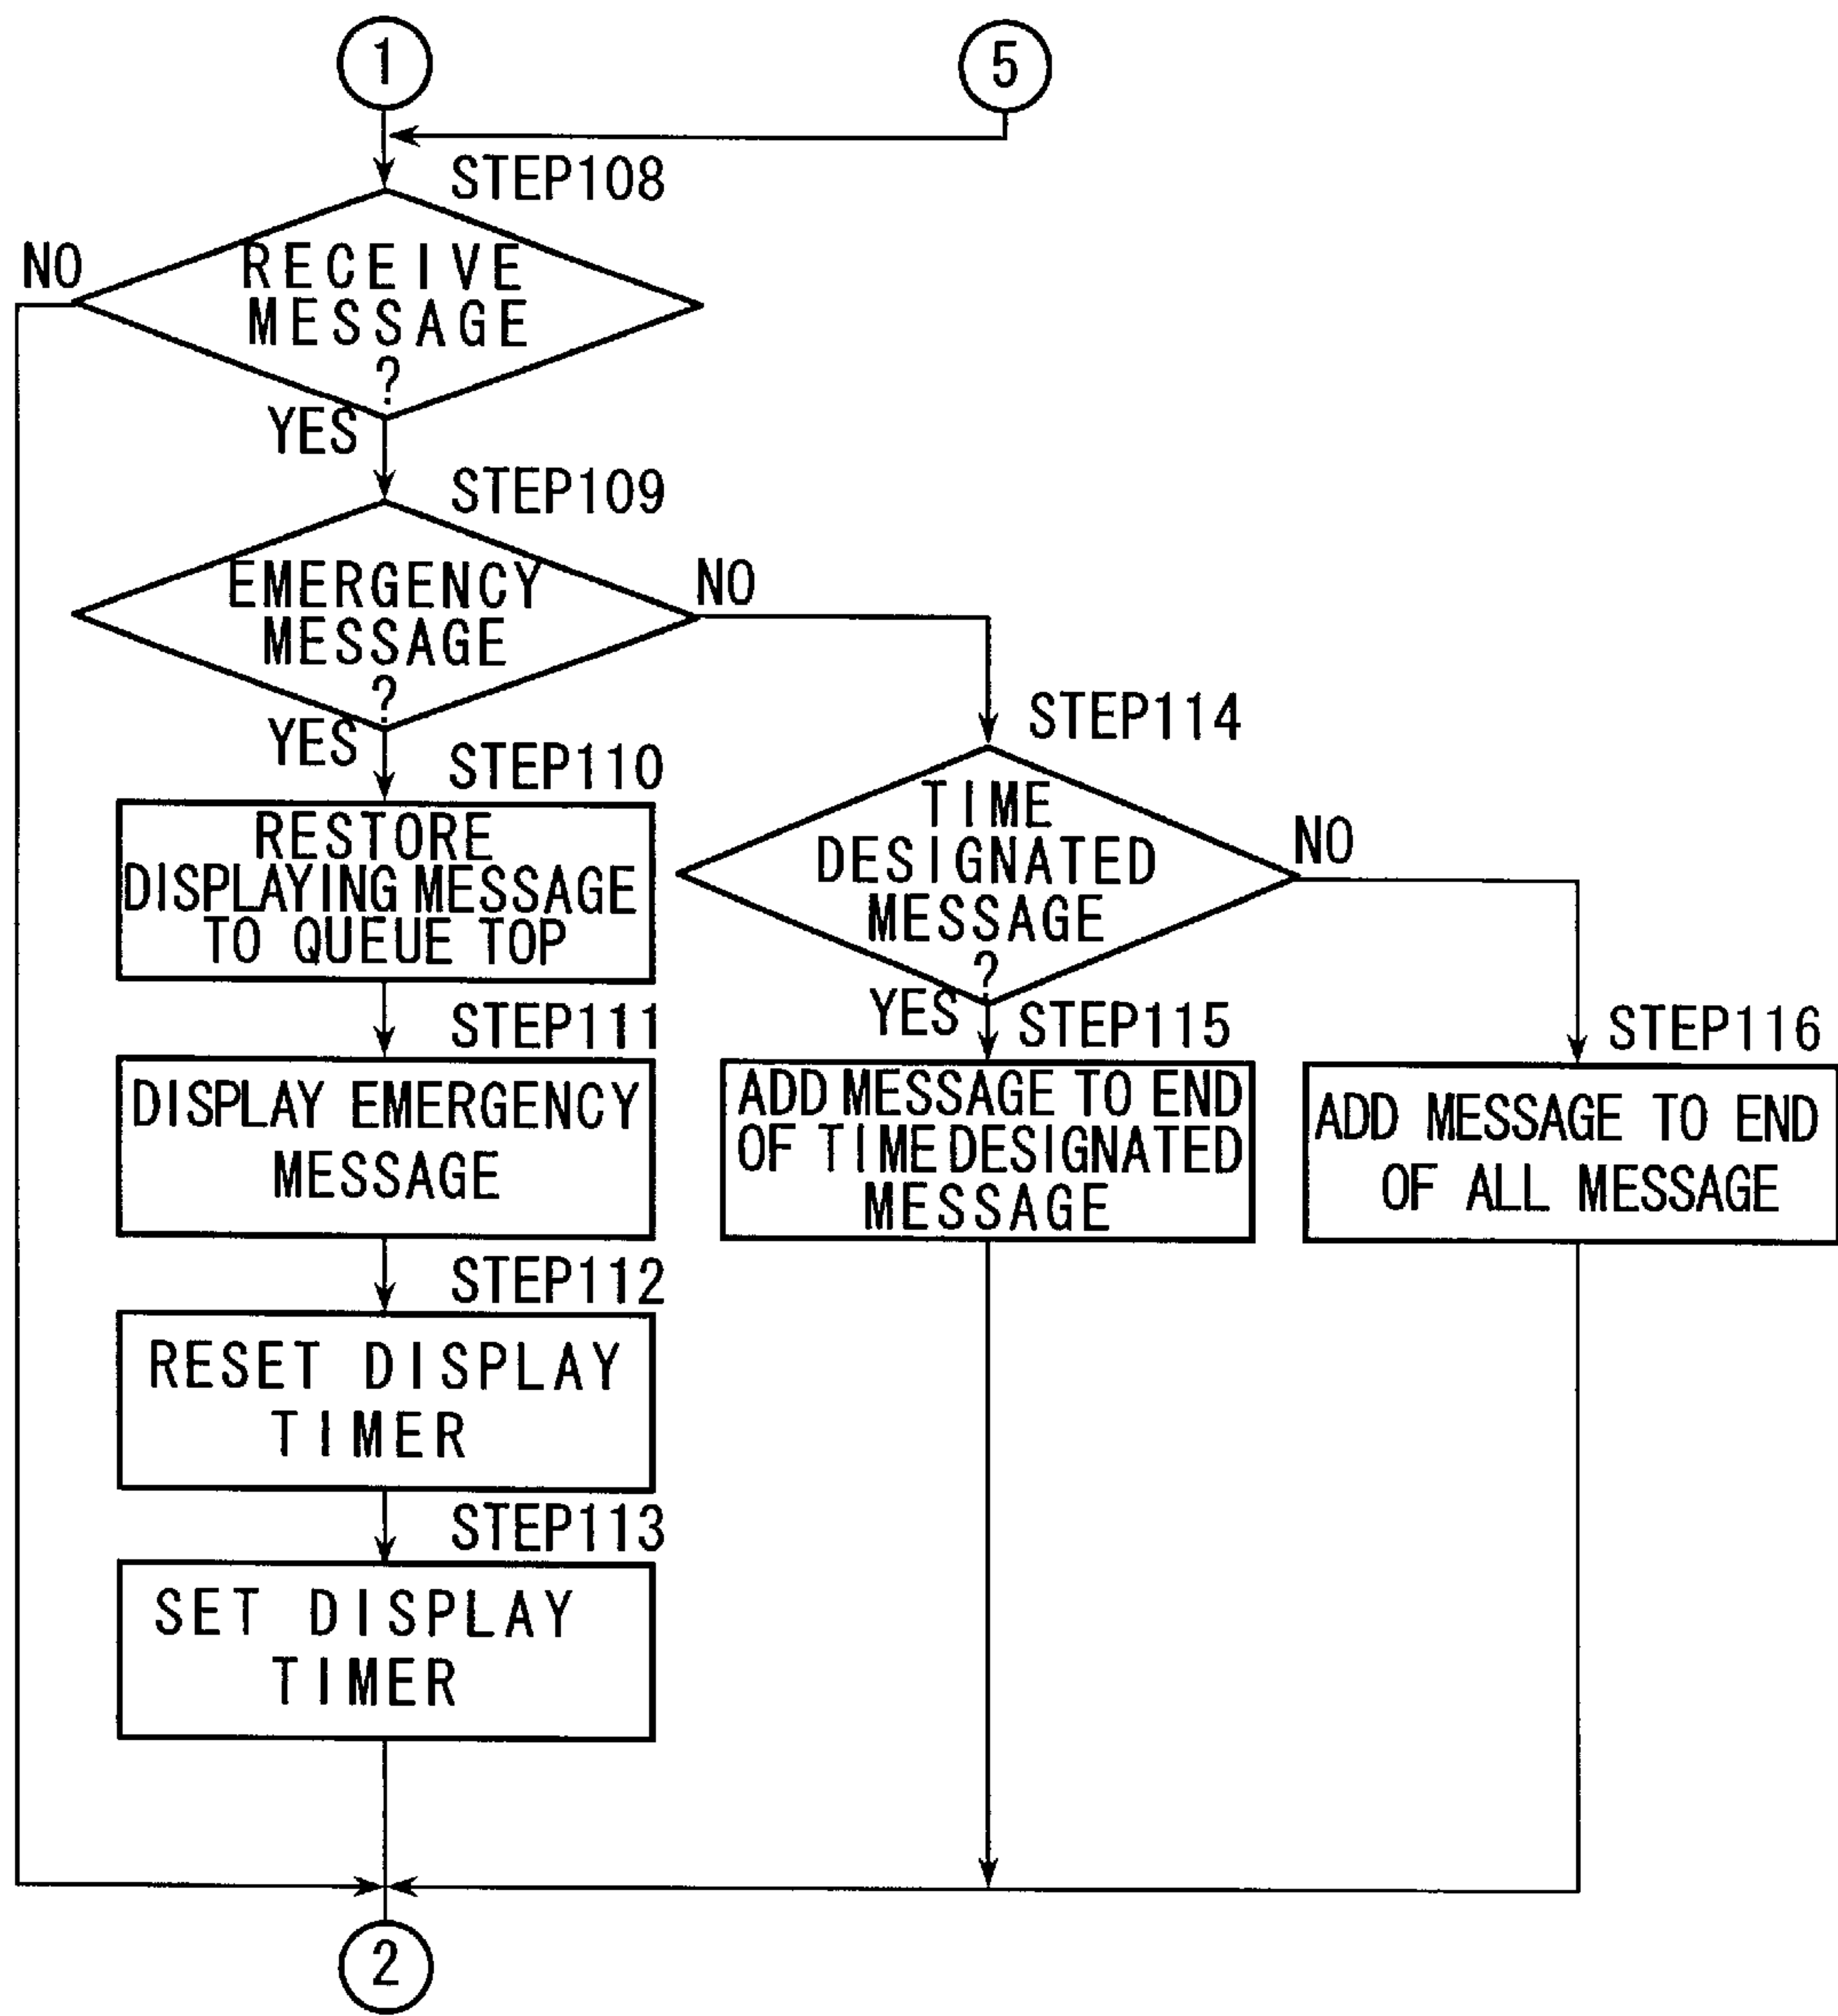 1
5
STEP108
NO
RECEIVE
MESSAGE
?
YES
STEP109
EMERGENCY
MESSAGE
?
NO
YES
STEP110
RESTORE
DISPLAYING MESSAGE
TO QUEUE TOP
STEP114
TIME
DESIGNATED
MESSAGE
?
NO
YES
STEP111
DISPLAY EMERGENCY
MESSAGE
STEP115
ADD MESSAGE TO END
OF TIME DESIGNATED
MESSAGE
STEP116
ADD MESSAGE TO END
OF ALL MESSAGE
STEP112
RESET DISPLAY
TIMER
STEP113
SET DISPLAY
TIMER
2